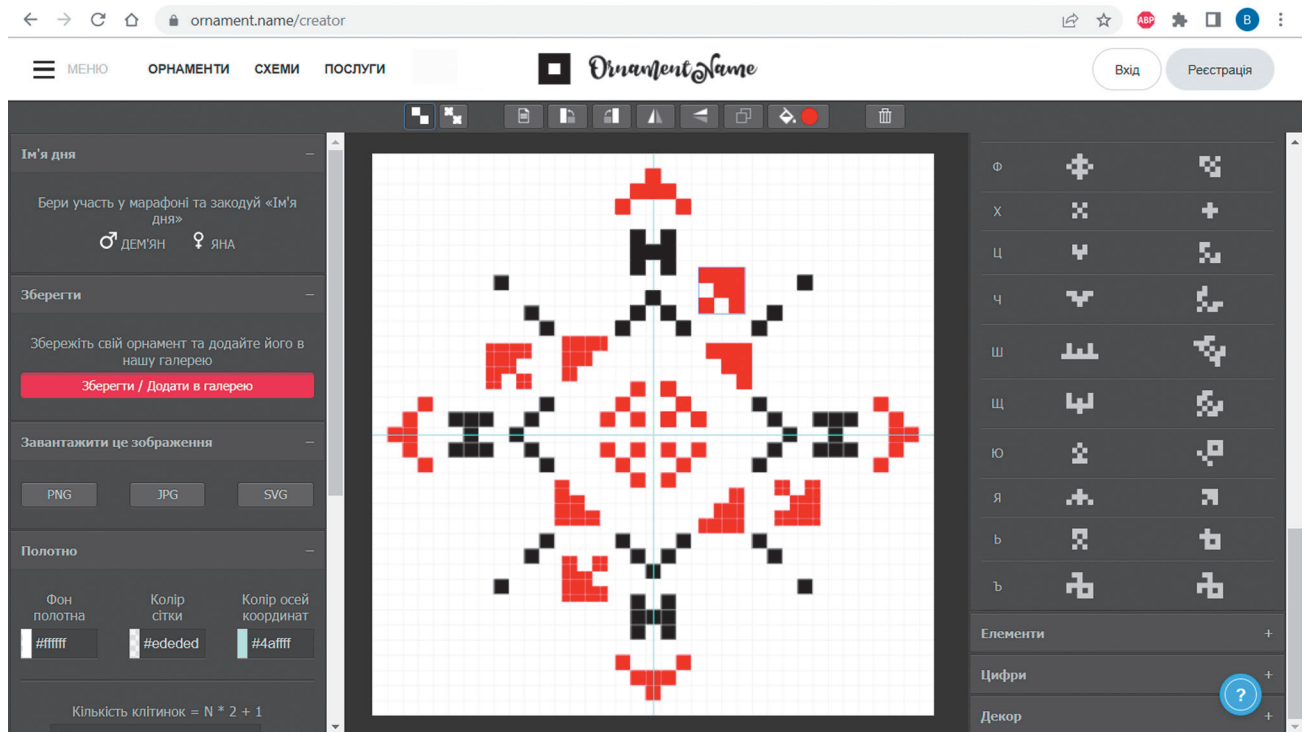 ornament.name/creator
ABP
B
МЕНЮ
ОРНАМЕНТИ
СХЕМИ
ПОСЛУГИ
OrnamentName
Вхід
Реєстрація
Ім'я дня
Бери участь у марафоні та закодуй «Ім'я
дня»
ДЕМ'ЯН
ЯНА
Зберегти
Збережіть свій орнамент та додайте його в
нашу галерею
Зберегти / Додати в галерею
Завантажити це зображення
PNG
JPG
SVG
Полотно
Фон
полотна
Колір
сітки
Колір осей
координат
#ffffff
#ededed
#4affff
Кількість клітинок = N * 2 + 1
Ф
Х
Ц
Ч
Ш
Щ
Ю
Я
Ь
Ъ
Елементи
Цифри
Декор
?